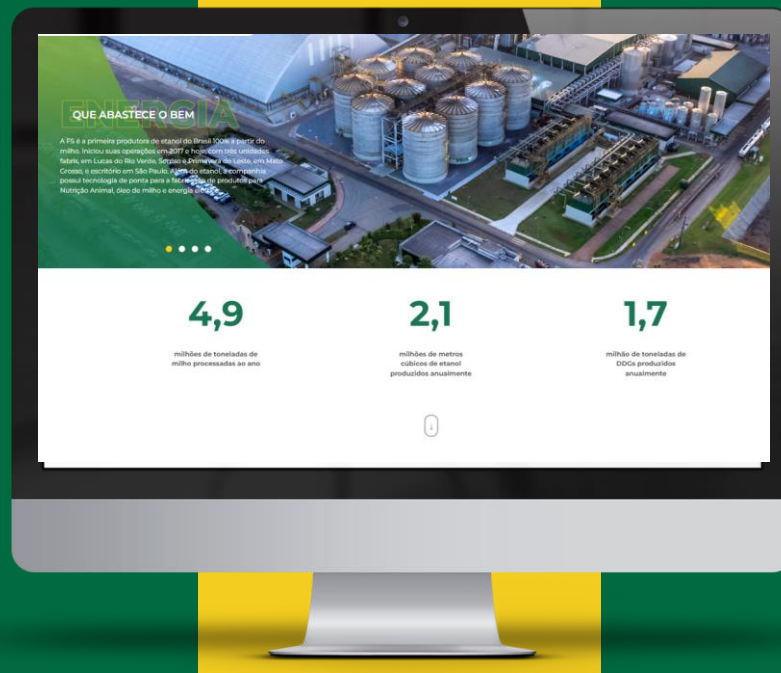 ENERGIA
QUE ABASTECE O BEM
A FS é a primeira produtora de etanol do Brasil 100% a partir do
milho. Iniciou suas operações em 2017 e hoje, com três unidades
fabris, em Lucas do Rio Verde, Sorriso e Primavera do Leste, em Mato
Grosso, e escritório em São Paulo. Além do etanol, a companhia
possui tecnologia de ponta para a fabricação de produtos para
Nutrição Animal, óleo de milho e energia elétrica.
4,9
2,1
1,7
milhões de toneladas de
milho processadas ao ano
milhões de metros
cúbicos de etanol
produzidos anualmente
milhão de toneladas de
DDGs produzidos
anualmente